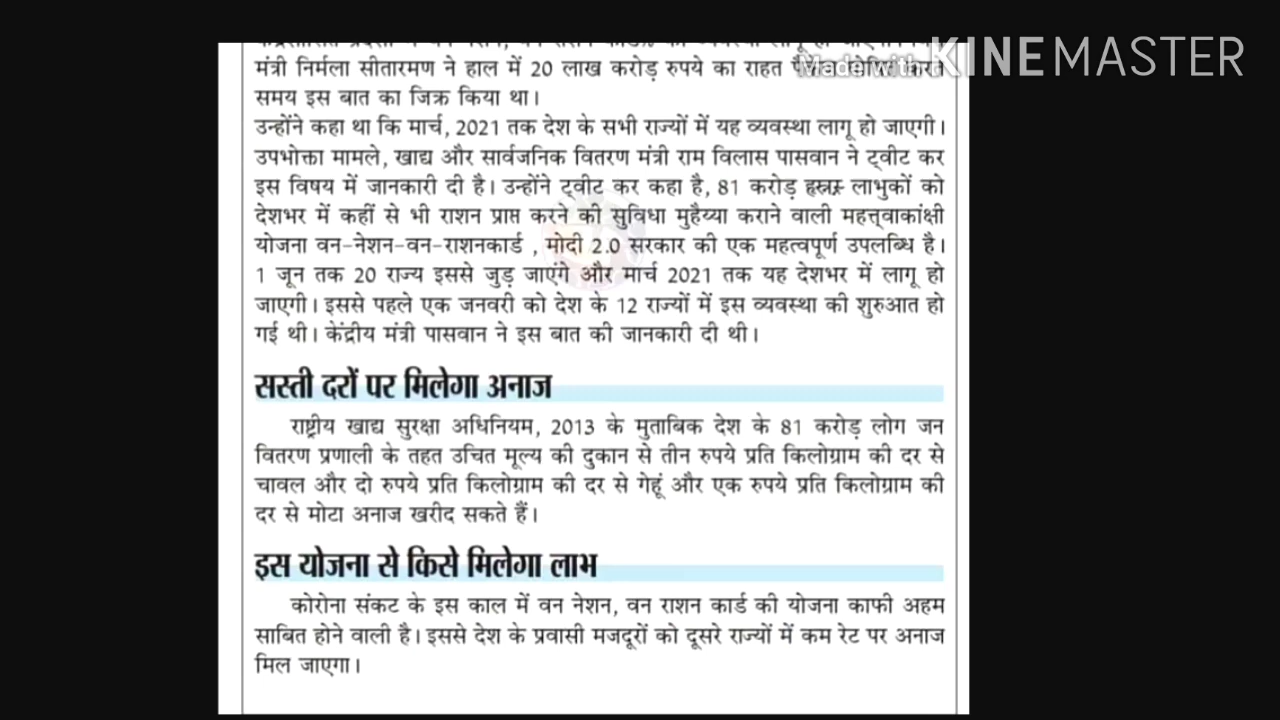 मंत्री निर्मला सीतारमण ने हाल में 20 लाख करोड़ रुपये का राहत
Made with KINEMASTER
समय इस बात का जिक्र किया था।
उन्होंने कहा था कि मार्च, 2021 तक देश के सभी राज्यों में यह व्यवस्था लागू हो जाएगी।
उपभोक्ता मामले, खाद्य और सार्वजनिक वितरण मंत्री राम विलास पासवान ने ट्वीट कर
इस विषय में जानकारी दी है। उन्होंने ट्वीट कर कहा है, 81 करोड़ लाभुकों को
देशभर में कहीं से भी राशन प्राप्त करने की सुविधा मुहैय्या कराने वाली महत्त्वाकांक्षी
योजना वन-नेशन-वन-राशनकार्ड , मोदी 2.0 सरकार की एक महत्वपूर्ण उपलब्धि है।
1 जून तक 20 राज्य इससे जुड़ जाएंगे और मार्च 2021 तक यह देशभर में लागू हो
जाएगी। इससे पहले एक जनवरी को देश के 12 राज्यों में इस व्यवस्था की शुरुआत हो
गई थी। केंद्रीय मंत्री पासवान ने इस बात की जानकारी दी थी।
सस्ती दरों पर मिलेगा अनाज
राष्ट्रीय खाद्य सुरक्षा अधिनियम, 2013 के मुताबिक देश के 81 करोड़ लोग जन
वितरण प्रणाली के तहत उचित मूल्य की दुकान से तीन रुपये प्रति किलोग्राम की दर से
चावल और दो रुपये प्रति किलोग्राम की दर से गेहूं और एक रुपये प्रति किलोग्राम की
दर से मोटा अनाज खरीद सकते हैं।
इस योजना से किसे मिलेगा लाभ
कोरोना संकट के इस काल में वन नेशन, वन राशन कार्ड की योजना काफी अहम
साबित होने वाली है। इससे देश के प्रवासी मजदूरों को दूसरे राज्यों में कम रेट पर अनाज
मिल जाएगा।